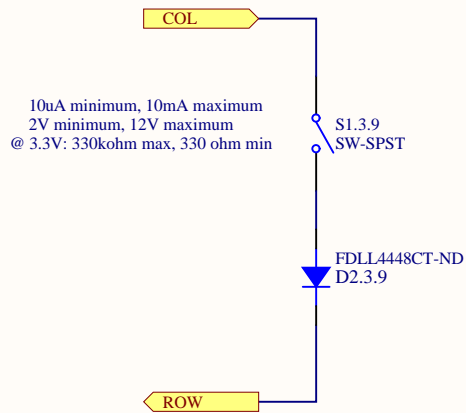 COL
10uA minimum, 10mA maximum
2V minimum, 12V maximum
@ 3.3V: 330kohm max, 330 ohm min
S1.3.9
SW-SPST
FDLL4448CT-ND
D2.3.9
ROW